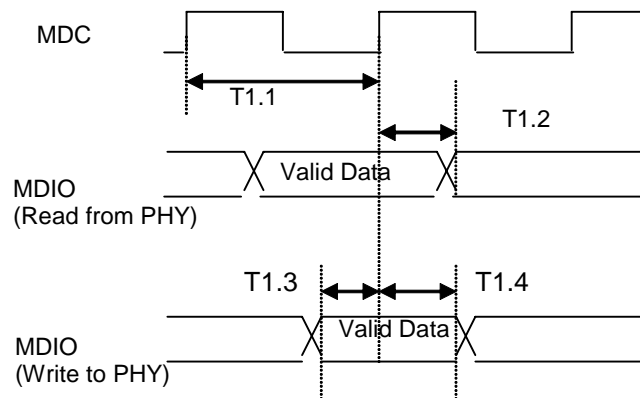 MDC
T1.1
T1.2
Valid Data
MDIO
(Read from PHY)
T1.3
T1.4
Valid Data
MDIO
(Write to PHY)